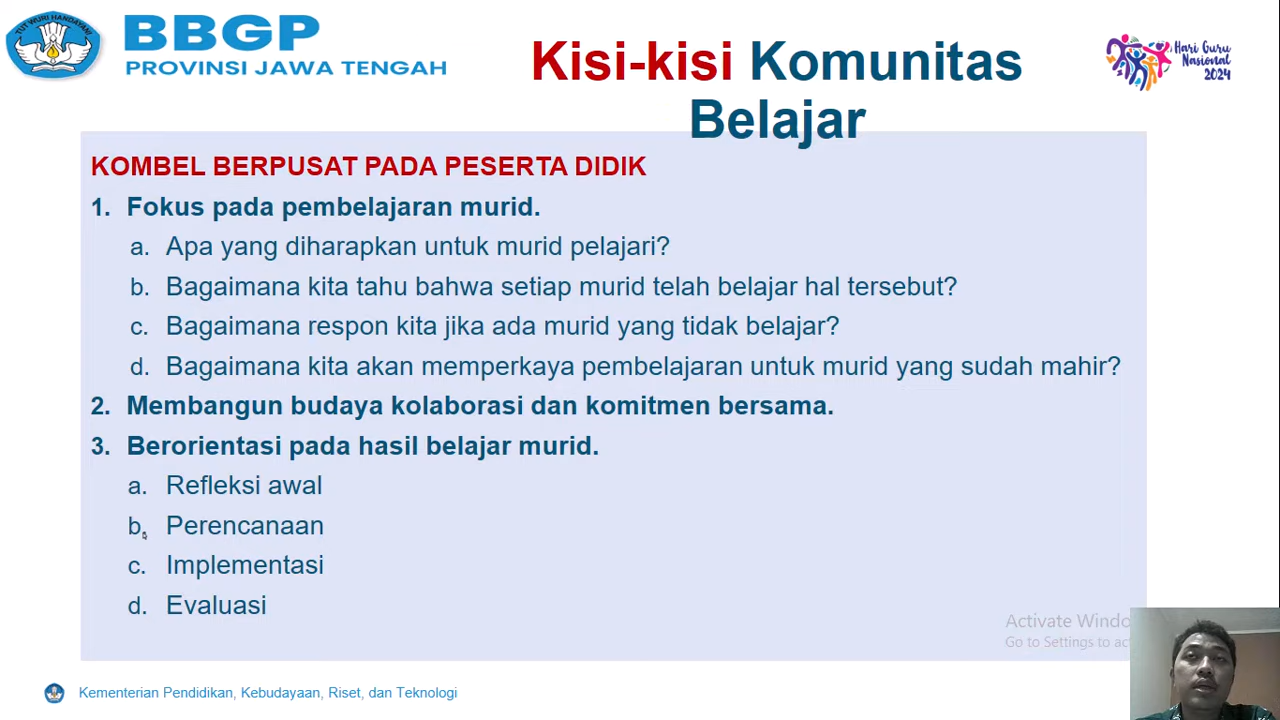 TUT WURI HANDAYANI
BBGP
PROVINSI JAWA TENGAH
Kisi-kisi Komunitas
Belajar
Hari Guru
Nasional
2024
KOMBEL BERPUSAT PADA PESERTA DIDIK
1. Fokus pada pembelajaran murid.
a. Apa yang diharapkan untuk murid pelajari?
b. Bagaimana kita tahu bahwa setiap murid telah belajar hal tersebut?
c. Bagaimana respon kita jika ada murid yang tidak belajar?
d. Bagaimana kita akan memperkaya pembelajaran untuk murid yang sudah mahir?
2. Membangun budaya kolaborasi dan komitmen bersama.
3. Berorientasi pada hasil belajar murid.
a. Refleksi awal
b. Perencanaan
c. Implementasi
d. Evaluasi
Activate Windo
Go to Settings to ac
Kementerian Pendidikan, Kebudayaan, Riset, dan Teknologi